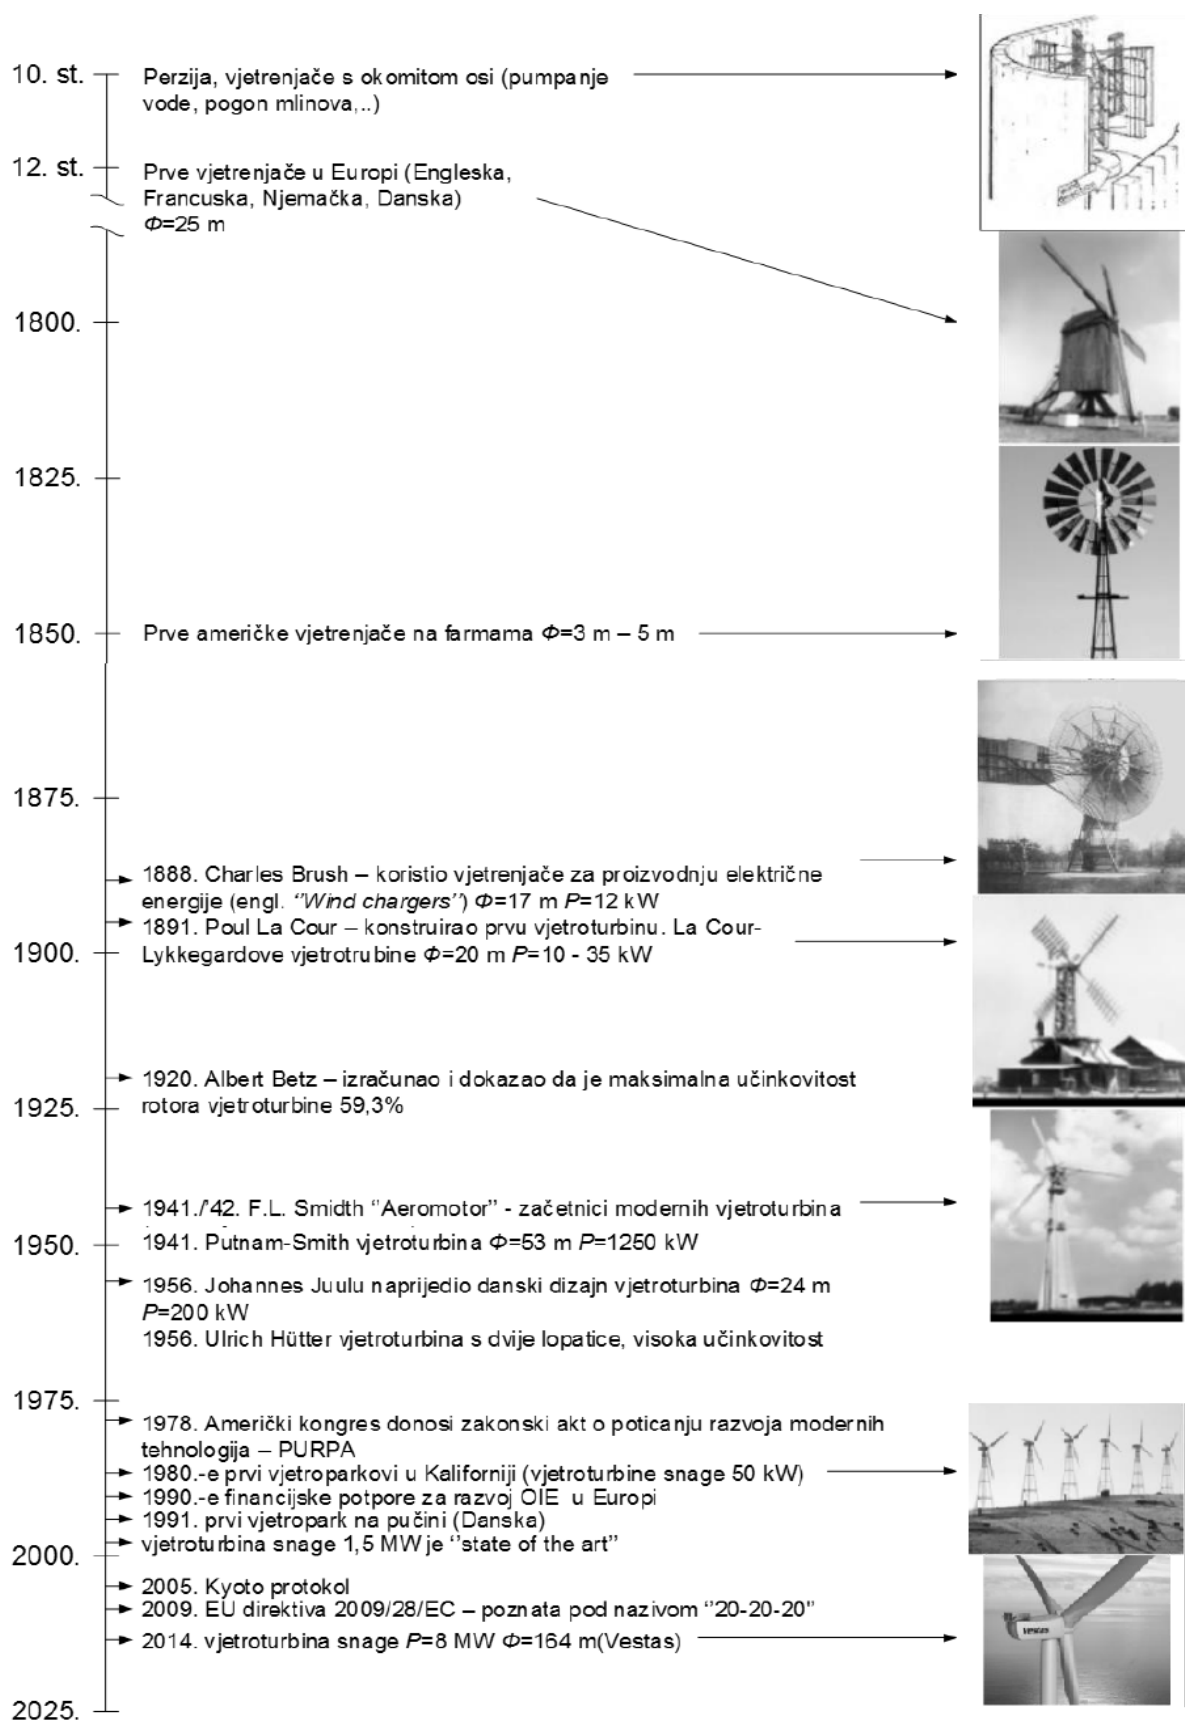 10. st.
Perzija, vjetrenjače s okomitom osi (pumpanje
vode, pogon mlinova,..)
12. st.
Prve vjetrenjače u Europi (Engleska,
Francuska, Njemačka, Danska)
Φ=25 m
1800.
1825.
1850.
Prve američke vjetrenjače na farmama Φ=3 m – 5 m
1875.
1888. Charles Brush – koristio vjetrenjače za proizvodnju električne
energije (engl. ‘’Wind chargers’’) Φ=17 m P=12 kW
1891. Poul La Cour – konstruirao prvu vjetroturbinu. La Cour-
1900.
Lykkegardove vjetrotrubine Φ=20 m P=10 - 35 kW
1920. Albert Betz – izračunao i dokazao da je maksimalna učinkovitost
1925.
rotora vjetroturbine 59,3%
1941./’42. F.L. Smidth ‘’Aeromotor’’ - začetnici modernih vjetroturbina
1950.
1941. Putnam-Smith vjetroturbina Φ=53 m P=1250 kW
1956. Johannes Juulu naprijedio danski dizajn vjetroturbina Φ=24 m
P=200 kW
1956. Ulrich Hütter vjetroturbina s dvije lopatice, visoka učinkovitost
1975.
1978. Američki kongres donosi zakonski akt o poticanju razvoja modernih
tehnologija – PURPA
1980.-e prvi vjetroparkovi u Kaliforniji (vjetroturbine snage 50 kW)
1990.-e financijske potpore za razvoj OIE u Europi
1991. prvi vjetropark na pučini (Danska)
vjetroturbina snage 1,5 MW je ‘’state of the art’’
2000.
2005. Kyoto protokol
2009. EU direktiva 2009/28/EC – poznata pod nazivom ‘’20-20-20’’
2014. vjetroturbina snage P=8 MW Φ=164 m(Vestas)
Vestas
2025.